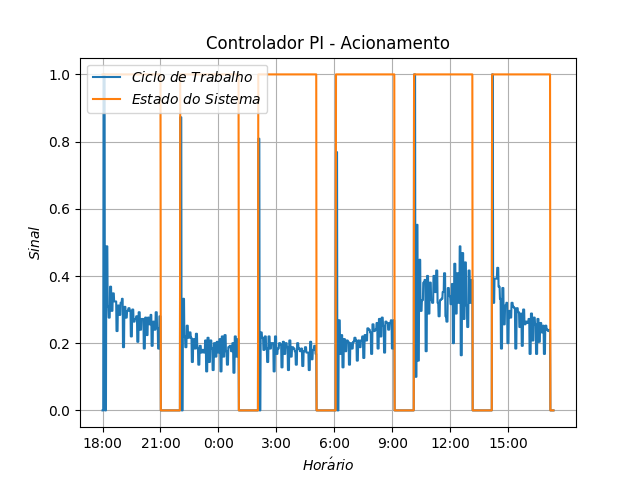 Controlador PI - Acionamento
Ciclo de Trabalho
Estado do Sistema
1.0
0.8
0.6
0.4
0.2
0.0
Sinal
18:00 21:00 0:00 3:00 6:00 9:00 12:00 15:00
Horário